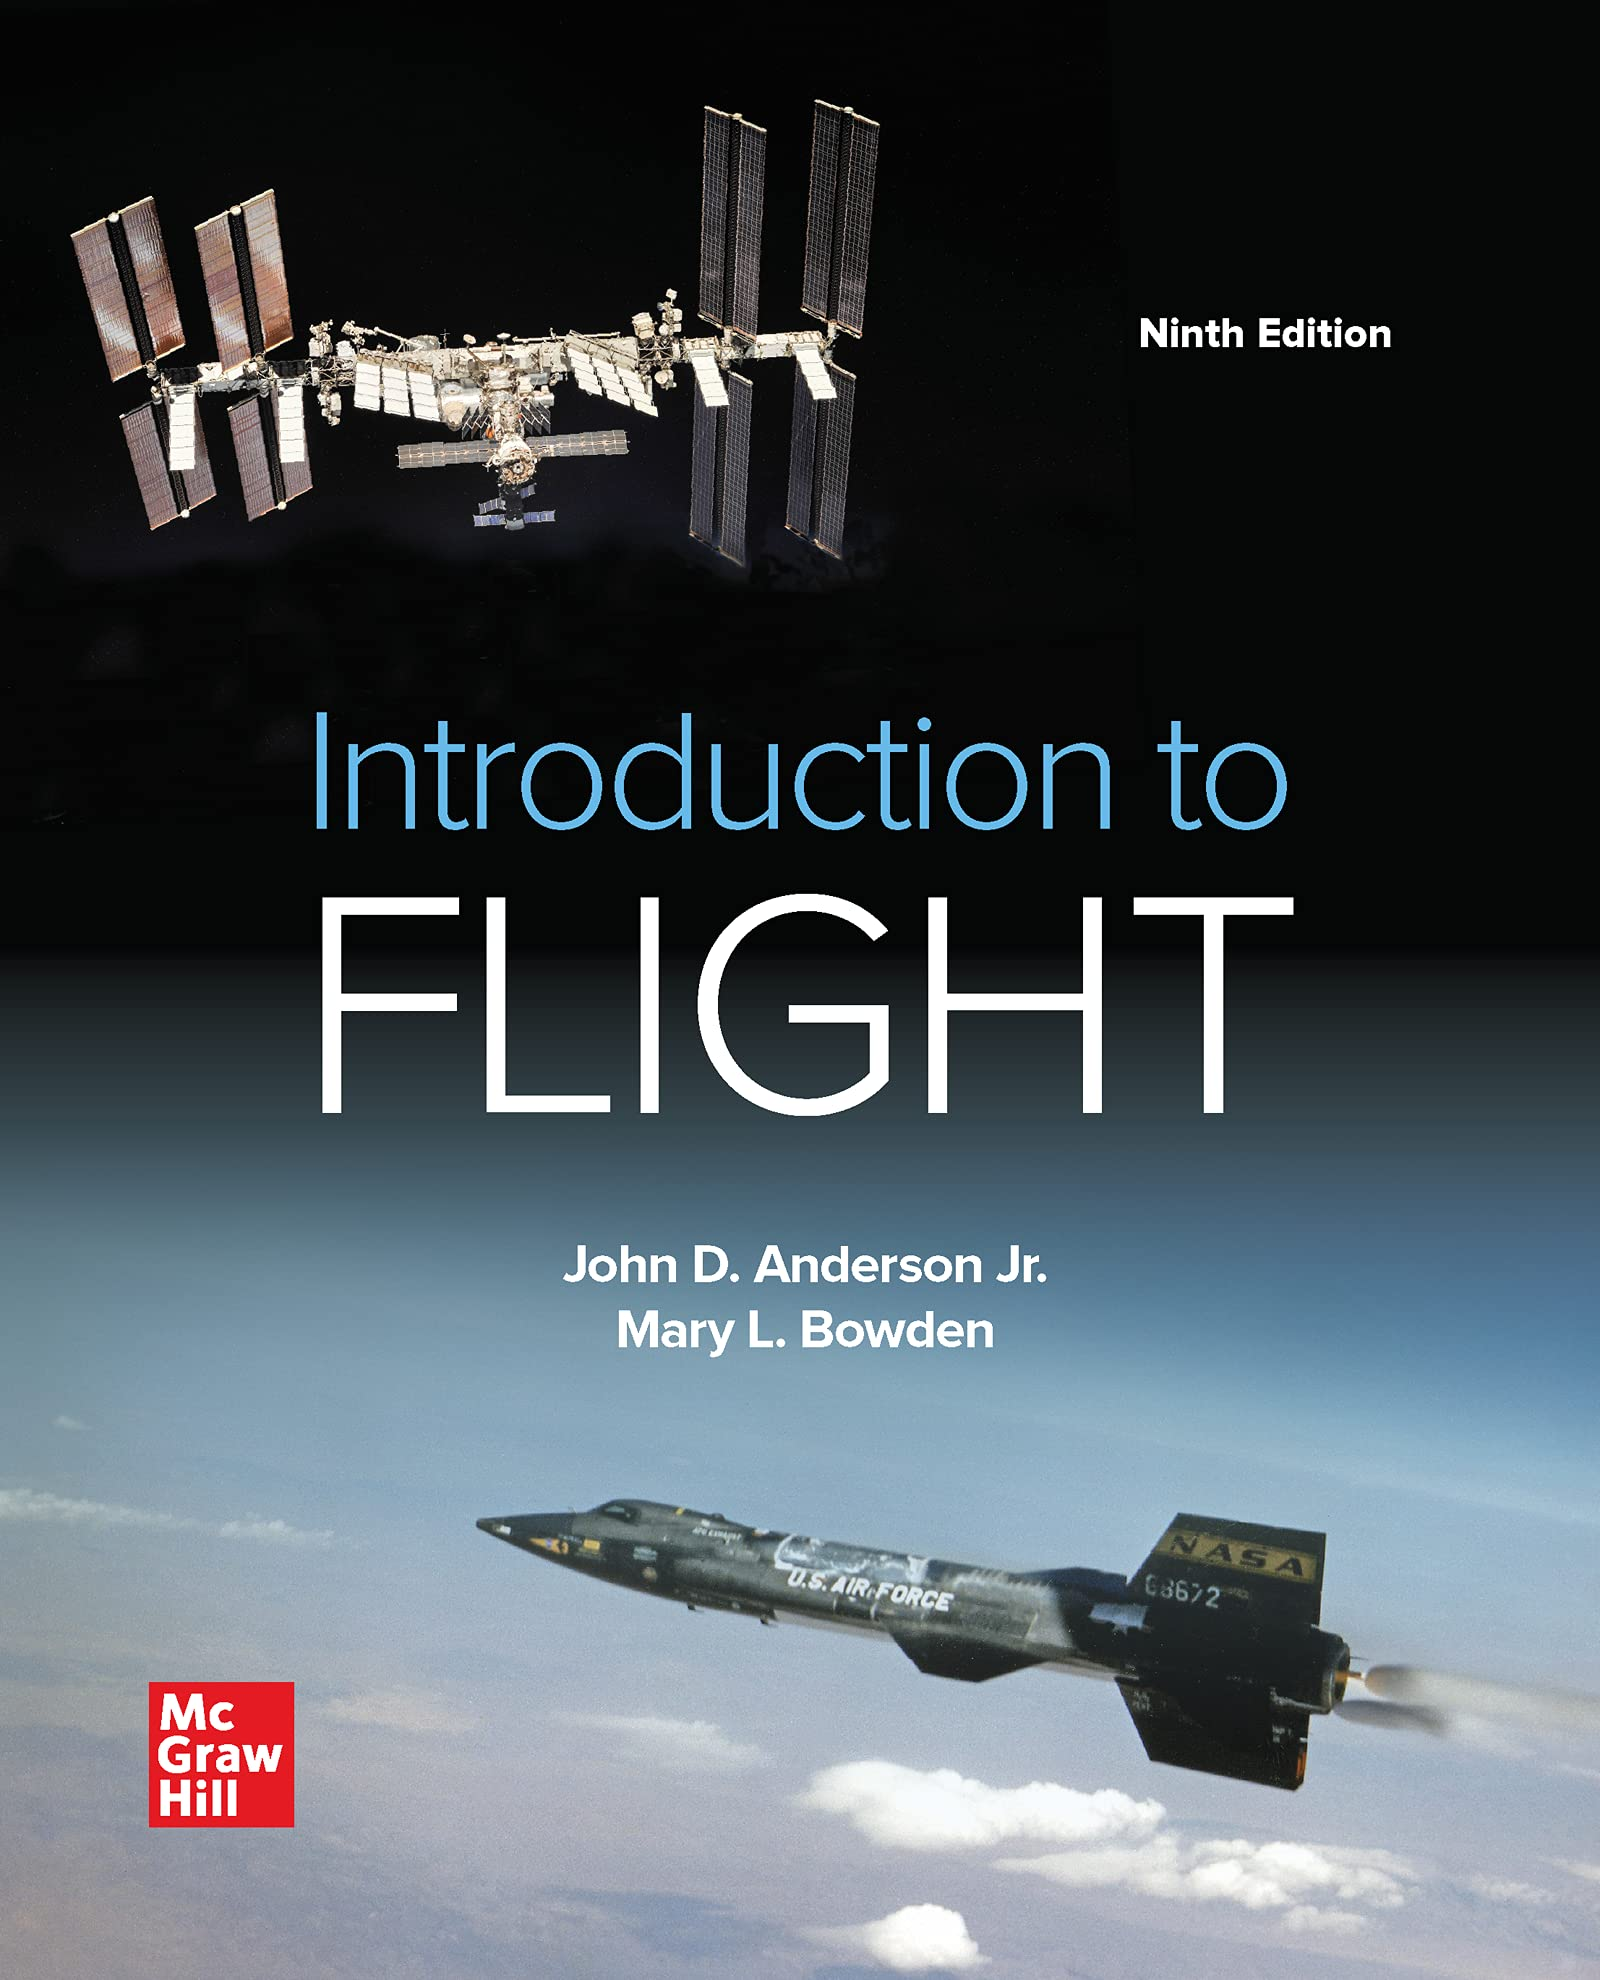 Ninth Edition
Introduction to
FLIGHT
John D. Anderson Jr.
Mary L. Bowden
U.S. AIR FORCE
NASA
Mc
Graw
Hill